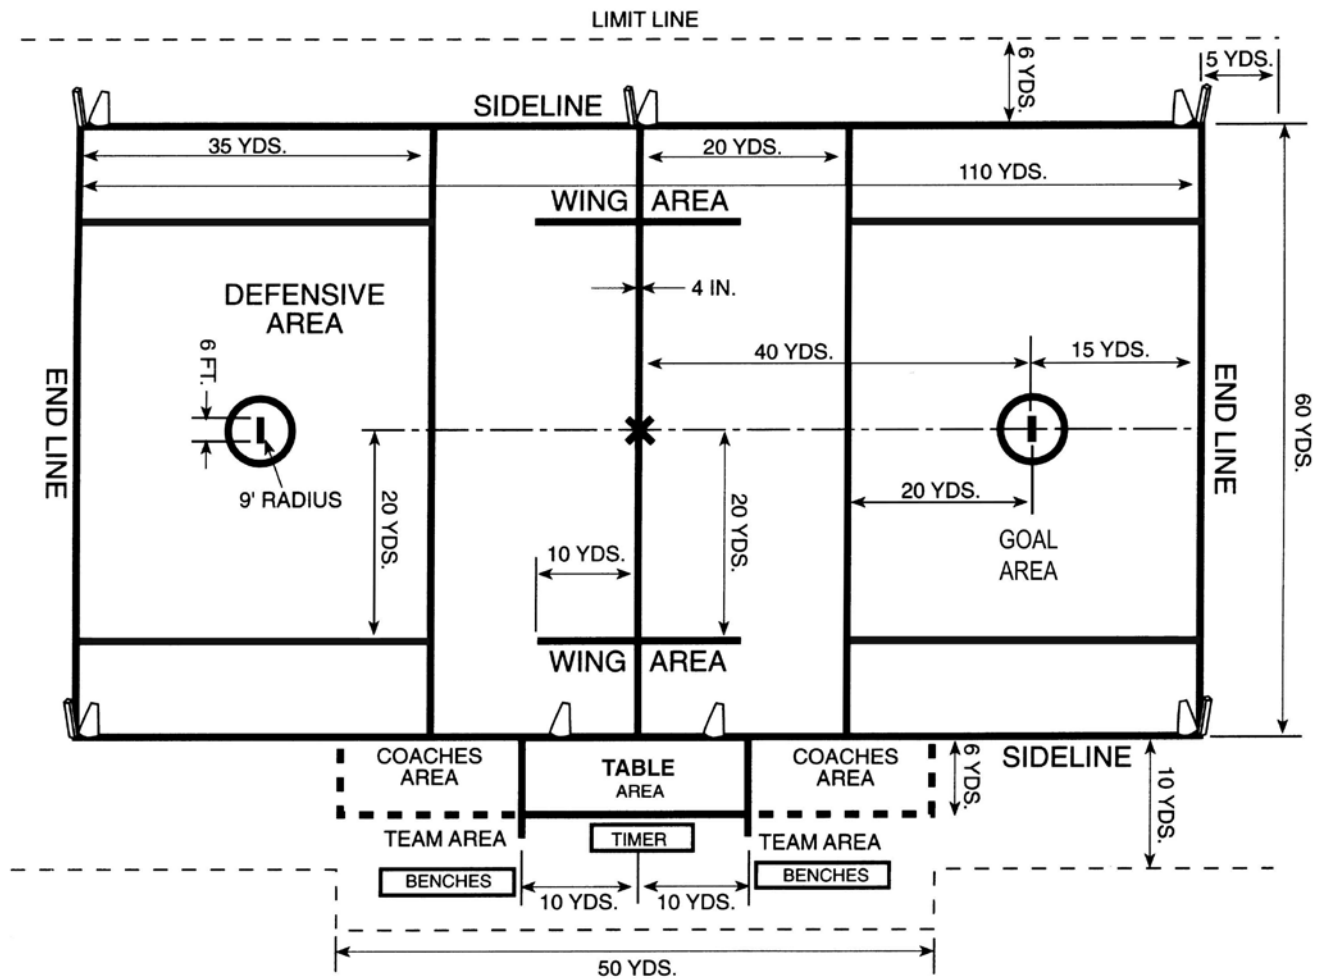 LIMIT LINE
6 YDS.
5 YDS.
SIDELINE
35 YDS.
20 YDS.
110 YDS.
WING AREA
4 IN.
DEFENSIVE
AREA
40 YDS.
15 YDS.
6 FT.
END LINE
END LINE
60 YDS.
9' RADIUS
20 YDS.
20 YDS.
20 YDS.
10 YDS.
GOAL
AREA
WING AREA
COACHES
AREA
TABLE
AREA
COACHES
AREA
6 YDS.
SIDELINE
10 YDS.
TEAM AREA
TIMER
TEAM AREA
BENCHES
BENCHES
10 YDS.
10 YDS.
50 YDS.